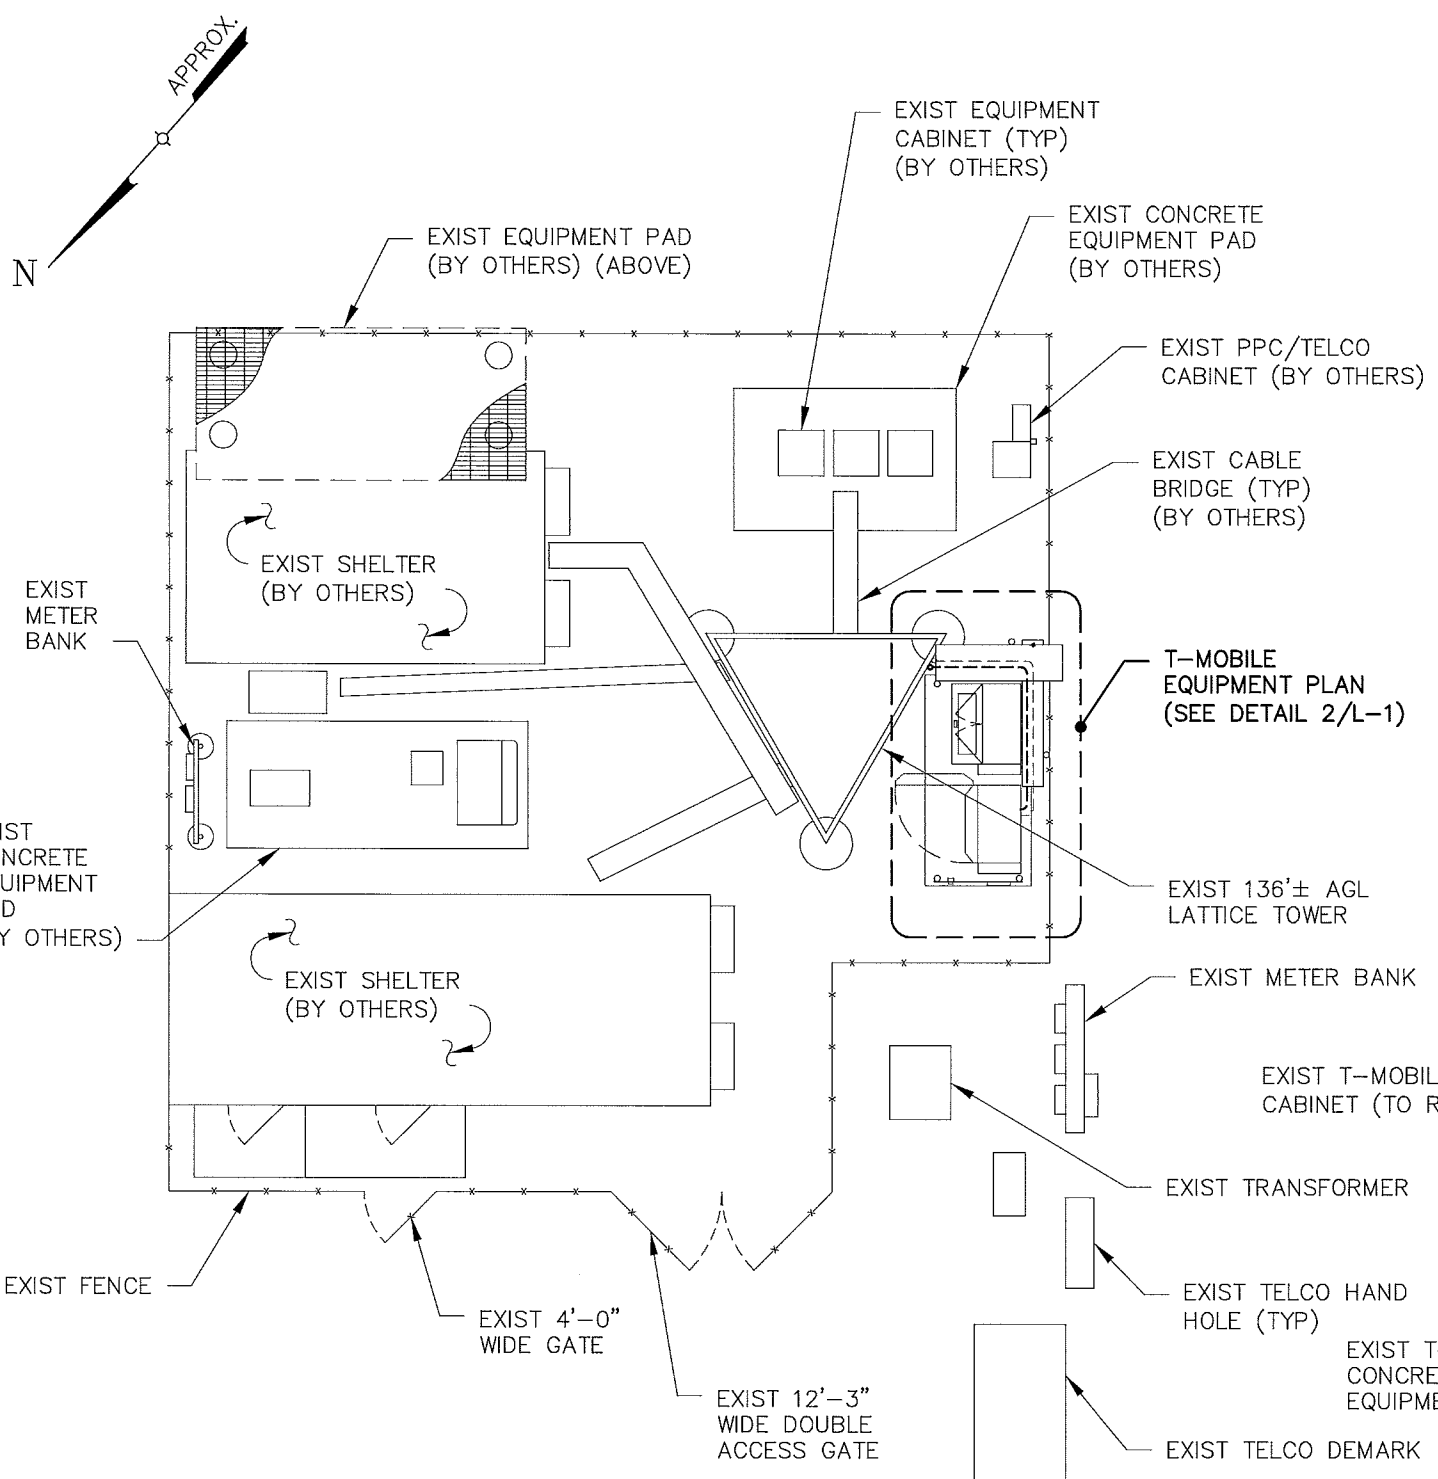 APPROX.
N
EXIST EQUIPMENT
CABINET (TYP)
(BY OTHERS)
EXIST CONCRETE
EQUIPMENT PAD
(BY OTHERS)
EXIST EQUIPMENT PAD
(BY OTHERS) (ABOVE)
EXIST PPC/TELCO
CABINET (BY OTHERS)
EXIST CABLE
BRIDGE (TYP)
(BY OTHERS)
EXIST SHELTER
(BY OTHERS)
EXIST
METER
BANK
T-MOBILE
EQUIPMENT PLAN
(SEE DETAIL 2/L-1)
IST
NCRETE
UIPMENT
D
Y OTHERS)
EXIST 136'± AGL
LATTICE TOWER
EXIST SHELTER
(BY OTHERS)
EXIST METER BANK
EXIST T-MOBIL
CABINET (TO R
EXIST TRANSFORMER
EXIST FENCE
EXIST 4'-0"
WIDE GATE
EXIST TELCO HAND
HOLE (TYP)
EXIST T-
CONCRE
EQUIPME
EXIST 12'-3"
WIDE DOUBLE
ACCESS GATE
EXIST TELCO DEMARK